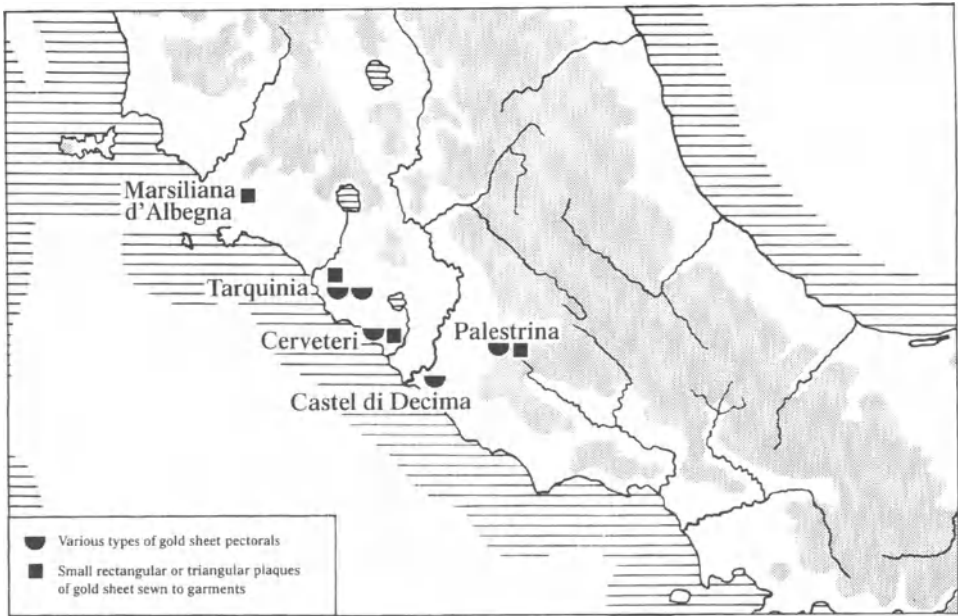 Marsiliana
d'Albegna
Tarquinia
Cerveteri
Palestrina
Castel di Decima
Various types of gold sheet pectorals
Small rectangular or triangular plaques
of gold sheet sewn to garments